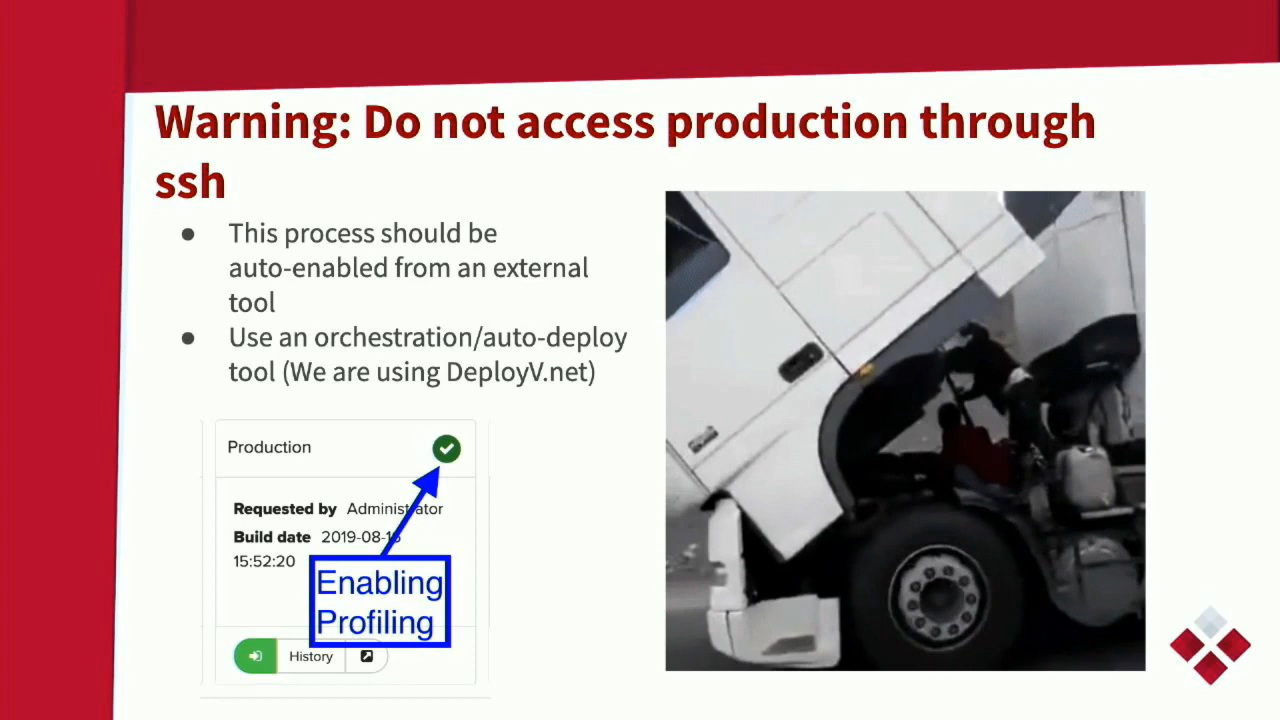 Warning: Do not access production through
ssh
● This process should be
auto-enabled from an external
tool
● Use an orchestration/auto-deploy
tool (We are using DeployV.net)
Production
Requested by Administrator
Build date 2019-08-
15:52:20
Enabling
Profiling
History